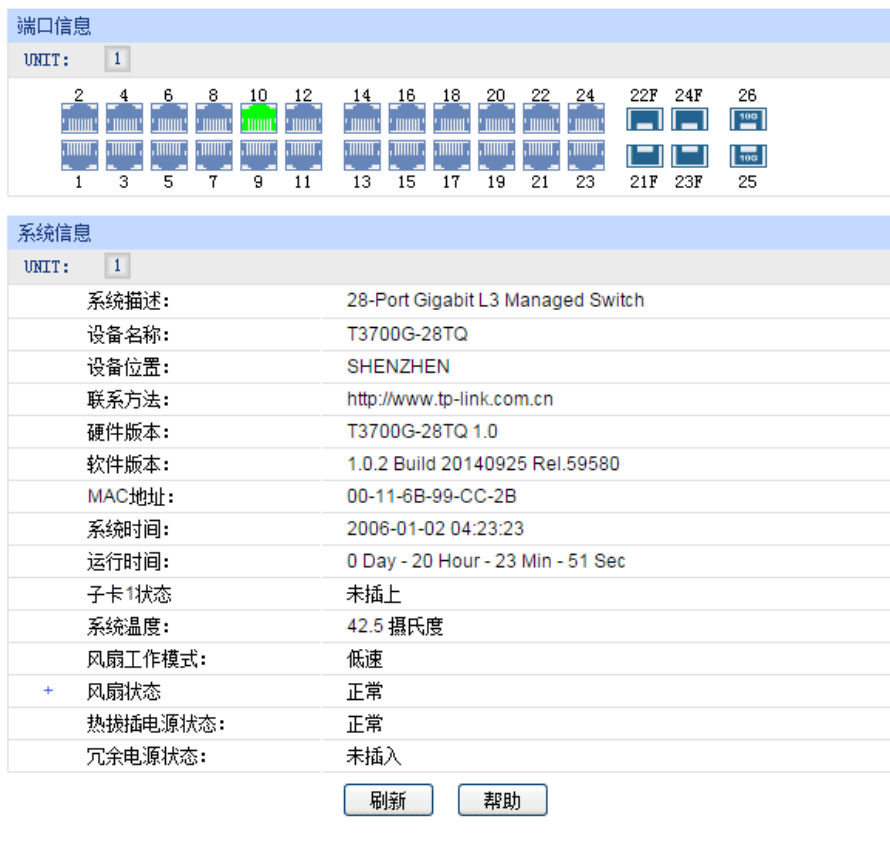 端口信息
UNIT: 1
2 4 6 8 10 12 14 16 18 20 22 24 22F 24F 26
10G
10G
1 3 5 7 9 11 13 15 17 19 21 23 21F 23F 25
系统信息
UNIT: 1
系统描述: 28-Port Gigabit L3 Managed Switch
设备名称: T3700G-28TQ
设备位置: SHENZHEN
联系方法: http://www.tp-link.com.cn
硬件版本: T3700G-28TQ 1.0
软件版本: 1.0.2 Build 20140925 Rel.59580
MAC地址: 00-11-6B-99-CC-2B
系统时间: 2006-01-02 04:23:23
运行时间: 0 Day - 20 Hour - 23 Min - 51 Sec
子卡1状态 未插上
系统温度: 42.5 摄氏度
风扇工作模式: 低速
+ 风扇状态 正常
热拔插电源状态: 正常
冗余电源状态: 未插入
刷新 帮助